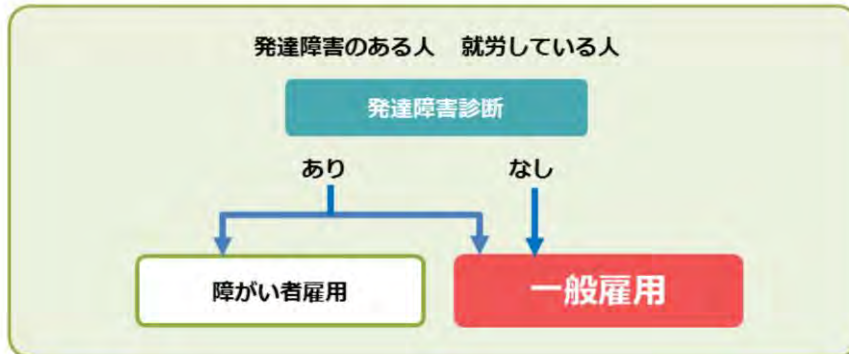 発達障害のある人　就労している人
発達障害診断
あり
なし
障がい者雇用
一般雇用